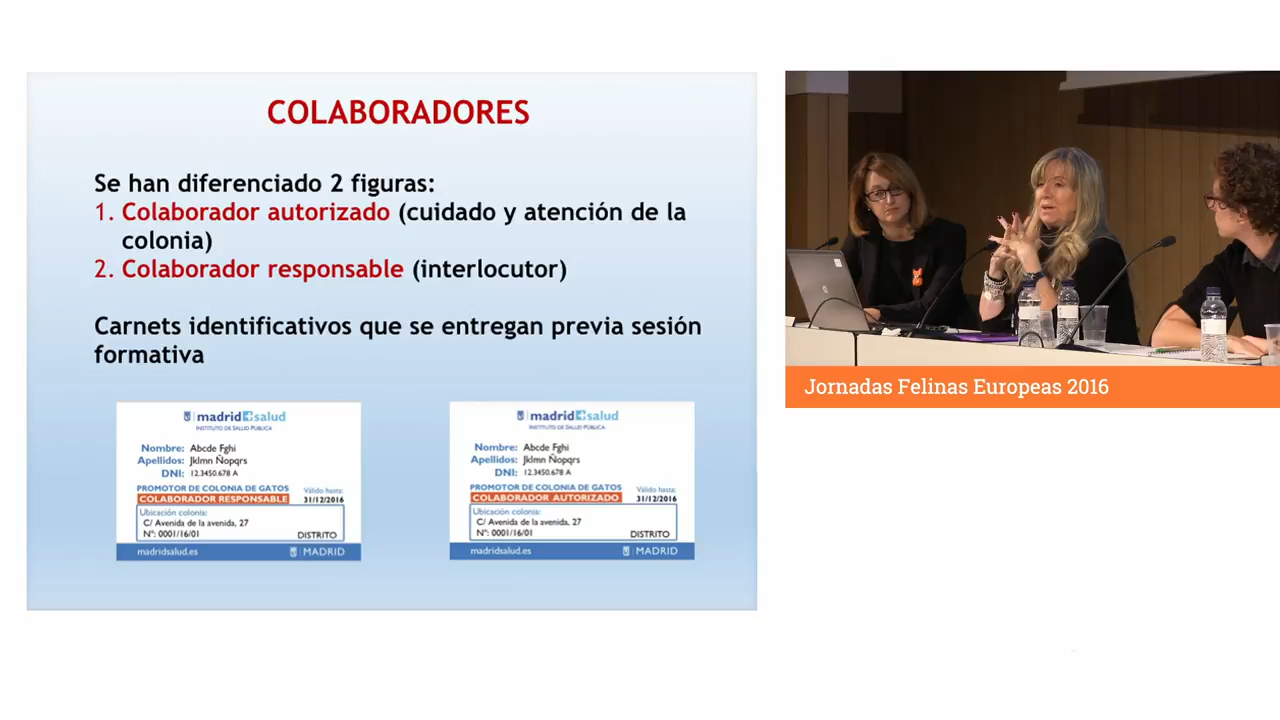 COLABORADORES
Se han diferenciado 2 figuras:
1. Colaborador autorizado (cuidado y atención de la
colonia)
2. Colaborador responsable (interlocutor)
Carnets identificativos que se entregan previa sesión
formativa
madrid salud
INSTITUTO DE SALUD PÚBLICA
Nombre: Abcde Fghi
Apellidos: Jklmn Ñopqrs
DNI: 12.3450.678 A
PROMOTOR DE COLONIA DE GATOS
COLABORADOR RESPONSABLE
Válido hasta:
31/12/2016
Ubicación colonia:
C/ Avenida de la avenida, 27
Nº: 0001/16/01
DISTRITO
madridsalud.es
MADRID
madrid salud
INSTITUTO DE SALUD PÚBLICA
Nombre: Abcde Fghi
Apellidos: Jklmn Ñopqrs
DNI: 12.3450.678 A
PROMOTOR DE COLONIA DE GATOS
COLABORADOR AUTORIZADO
Válido hasta:
31/12/2016
Ubicación colonia:
C/ Avenida de la avenida, 27
Nº: 0001/16/01
DISTRITO
madridsalud.es
MADRID
Jornadas Felinas Europeas 2016